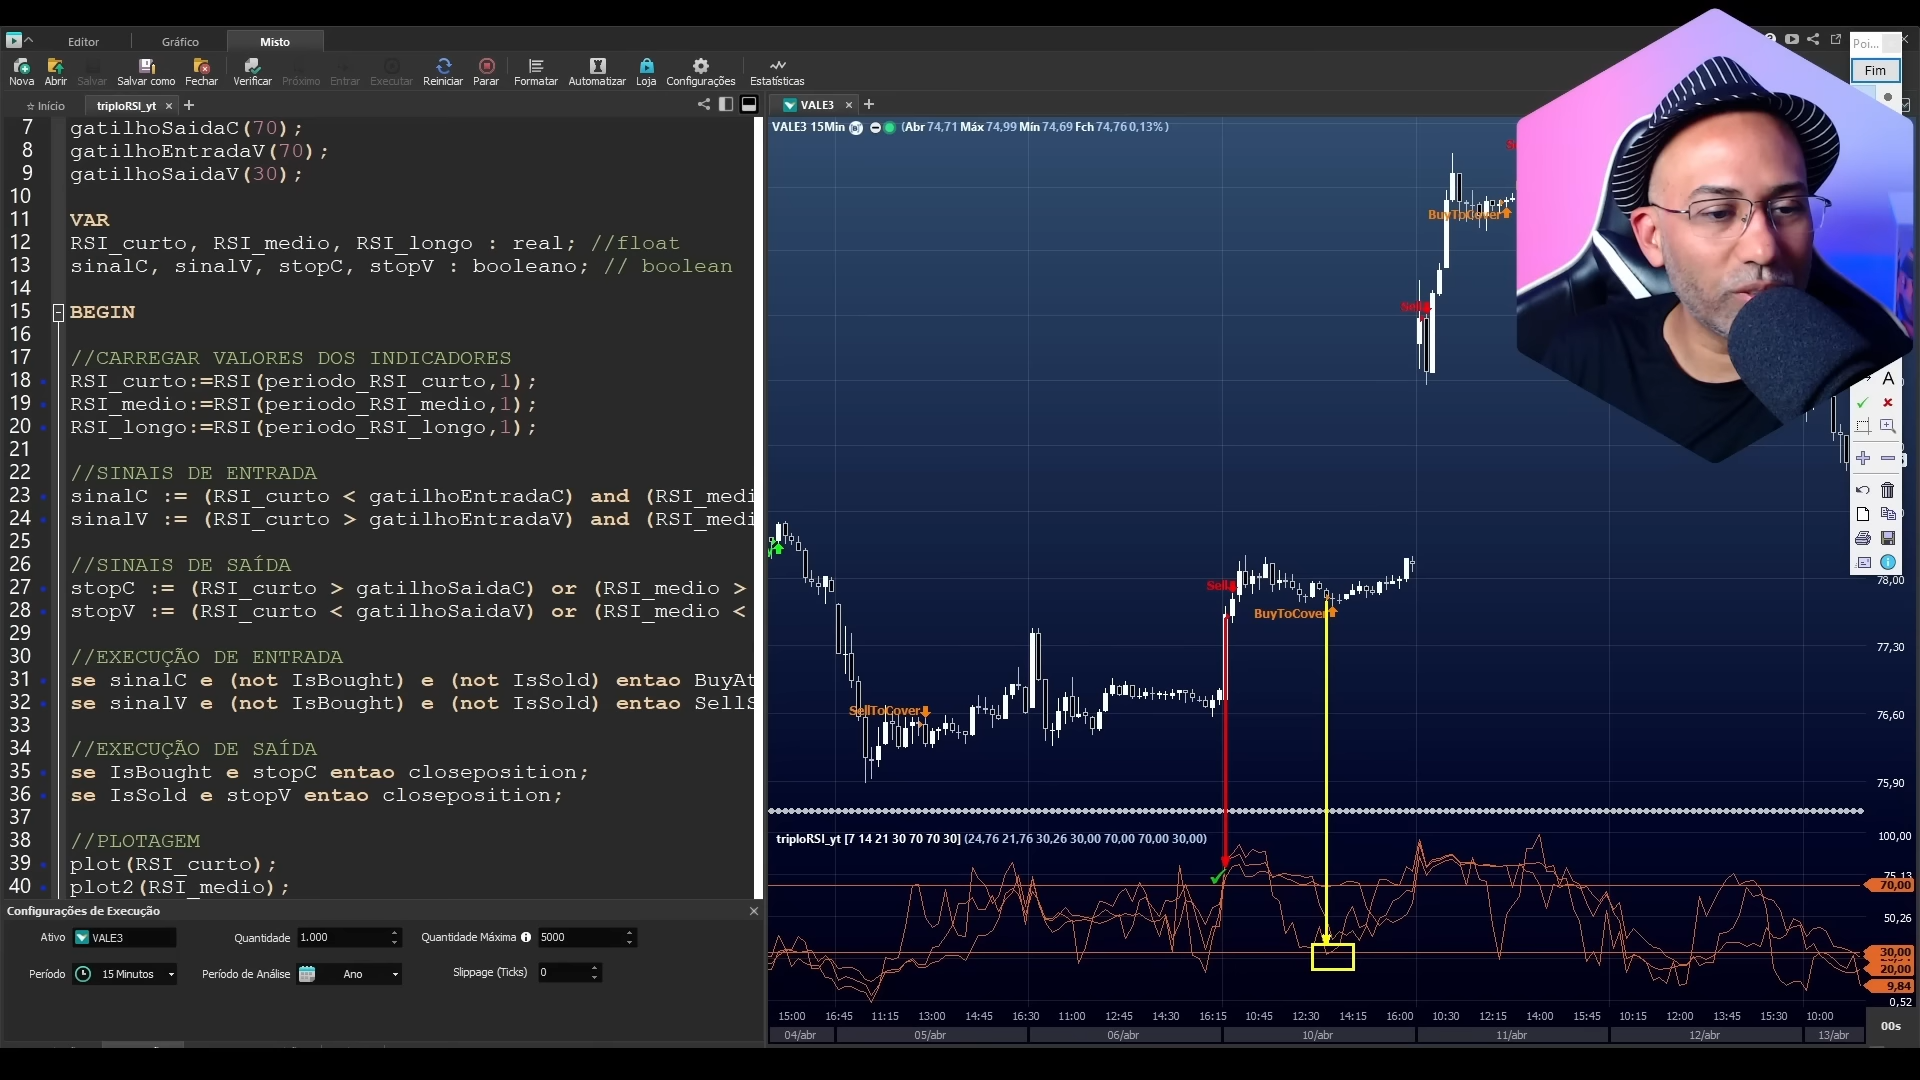 Editor
Gráfico
Misto
Nova
Abrir
Salvar
Salvar como
Fechar
Verificar
Próximo
Entrar
Executar
Reiniciar
Parar
Formatar
Automatizar
Loja
Configurações
Estatísticas
Início
triploRSI_yt
7 gatilhoSaidaC(70);
8 gatilhoEntradaV(70);
9 gatilhoSaidaV(30);
10
11 VAR
12 RSI_curto, RSI_medio, RSI_longo : real; //float
13 sinalC, sinalV, stopC, stopV : booleano; // boolean
14
15 BEGIN
16
17 //CARREGAR VALORES DOS INDICADORES
18 RSI_curto:=RSI(periodo_RSI_curto,1);
19 RSI_medio:=RSI(periodo_RSI_medio,1);
20 RSI_longo:=RSI(periodo_RSI_longo,1);
21
22 //SINAIS DE ENTRADA
23 sinalC := (RSI_curto < gatilhoEntradaC) and (RSI_medi
24 sinalV := (RSI_curto > gatilhoEntradaV) and (RSI_medi
25
26 //SINAIS DE SAÍDA
27 stopC := (RSI_curto > gatilhoSaidaC) or (RSI_medio >
28 stopV := (RSI_curto < gatilhoSaidaV) or (RSI_medio <
29
30 //EXECUÇÃO DE ENTRADA
31 se sinalC e (not IsBought) e (not IsSold) entao BuyAt
32 se sinalV e (not IsBought) e (not IsSold) entao SellS
33
34 //EXECUÇÃO DE SAÍDA
35 se IsBought e stopC entao closeposition;
36 se IsSold e stopV entao closeposition;
37
38 //PLOTAGEM
39 plot(RSI_curto);
40 plot2(RSI_medio);
Configurações de Execução
Ativo VALE3
Quantidade 1.000
Quantidade Máxima 5000
Período 15 Minutos
Período de Análise Ano
Slippage (Ticks) 0
VALE3
VALE3 15Min (Abr 74,71 Máx 74,99 Mín 74,69 Fch 74,76 0,13% )
BuyToCover
Sell
Sell
BuyToCover
SellToCover
78,00
77,30
76,60
75,90
triploRSI_yt [7 14 21 30 70 70 30] (24,76 21,76 30,26 30,00 70,00 70,00 30,00)
100,00
75,13
70,00
50,26
30,00
20,00
9,84
0,52
15:00 16:45 11:15 13:00 14:45 16:30 11:00 12:45 14:30 16:15 10:45 12:30 14:15 16:00 10:30 12:15 14:00 15:45 10:15 12:00 13:45 15:30 10:00
04/abr 05/abr 06/abr 10/abr 11/abr 12/abr 13/abr
00s
Poi...
Fim
A